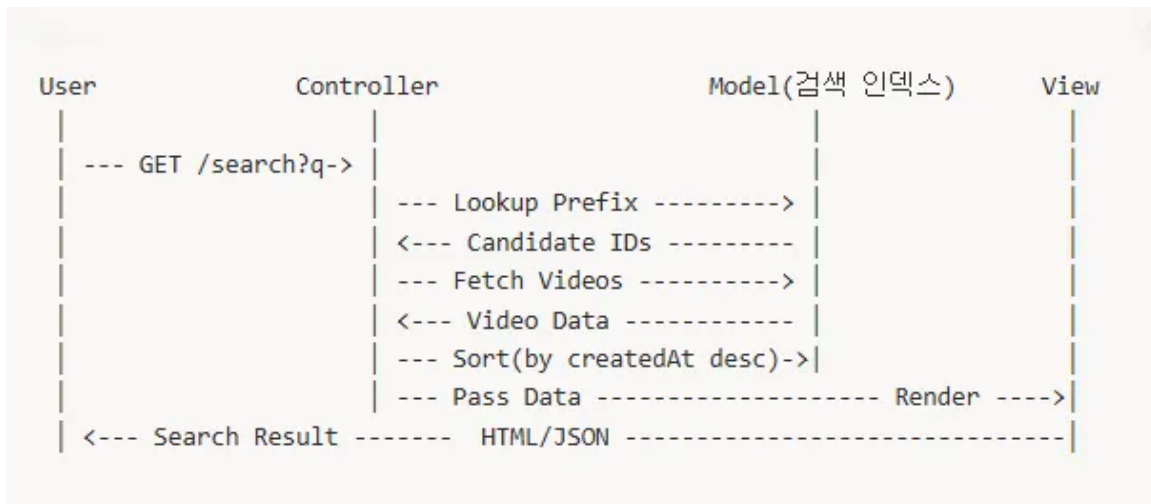 User Controller Model(검색 인덱스) View
--- GET /search?q->
--- Lookup Prefix --------->
<--- Candidate IDs ---------
--- Fetch Videos ---------->
<--- Video Data ------------
--- Sort(by createdAt desc)->
--- Pass Data -------------------- Render ---->
<--- Search Result ------- HTML/JSON -------------------------------